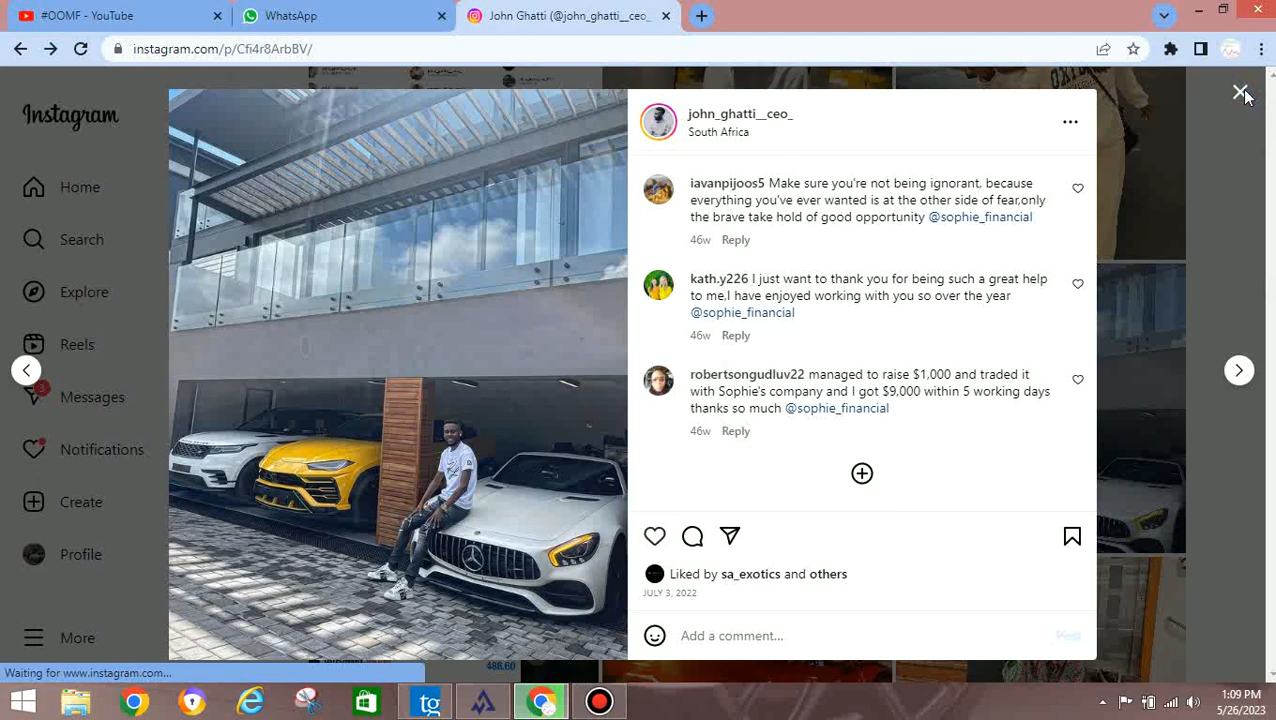 #OOMF - YouTube
WhatsApp
John Ghatti (@john_ghatti__ceo_
instagram.com/p/Cfi4r8ArbBV/
Instagram
Home
Search
Explore
Reels
3
Messages
Notifications
Create
Profile
More
john_ghatti__ceo_
South Africa
iavanpijoos5 Make sure you're not being ignorant, because
everything you've ever wanted is at the other side of fear,only
the brave take hold of good opportunity @sophie_financial
46w Reply
kath.y226 I just want to thank you for being such a great help
to me,I have enjoyed working with you so over the year
@sophie_financial
46w Reply
robertsongudluv22 managed to raise $1,000 and traded it
with Sophie's company and I got $9,000 within 5 working days
thanks so much @sophie_financial
46w Reply
Liked by sa_exotics and others
JULY 3, 2022
Add a comment...
Post
486.60
Waiting for www.instagram.com...
tg
1:09 PM
5/26/2023